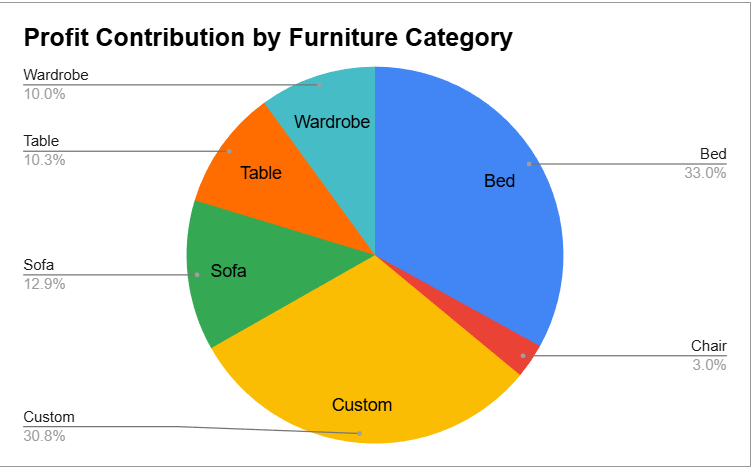 Profit Contribution by Furniture Category
Wardrobe
10.0%
Table
10.3%
Sofa
12.9%
Custom
30.8%
Wardrobe
Table
Sofa
Custom
Bed
Bed
33.0%
Chair
3.0%